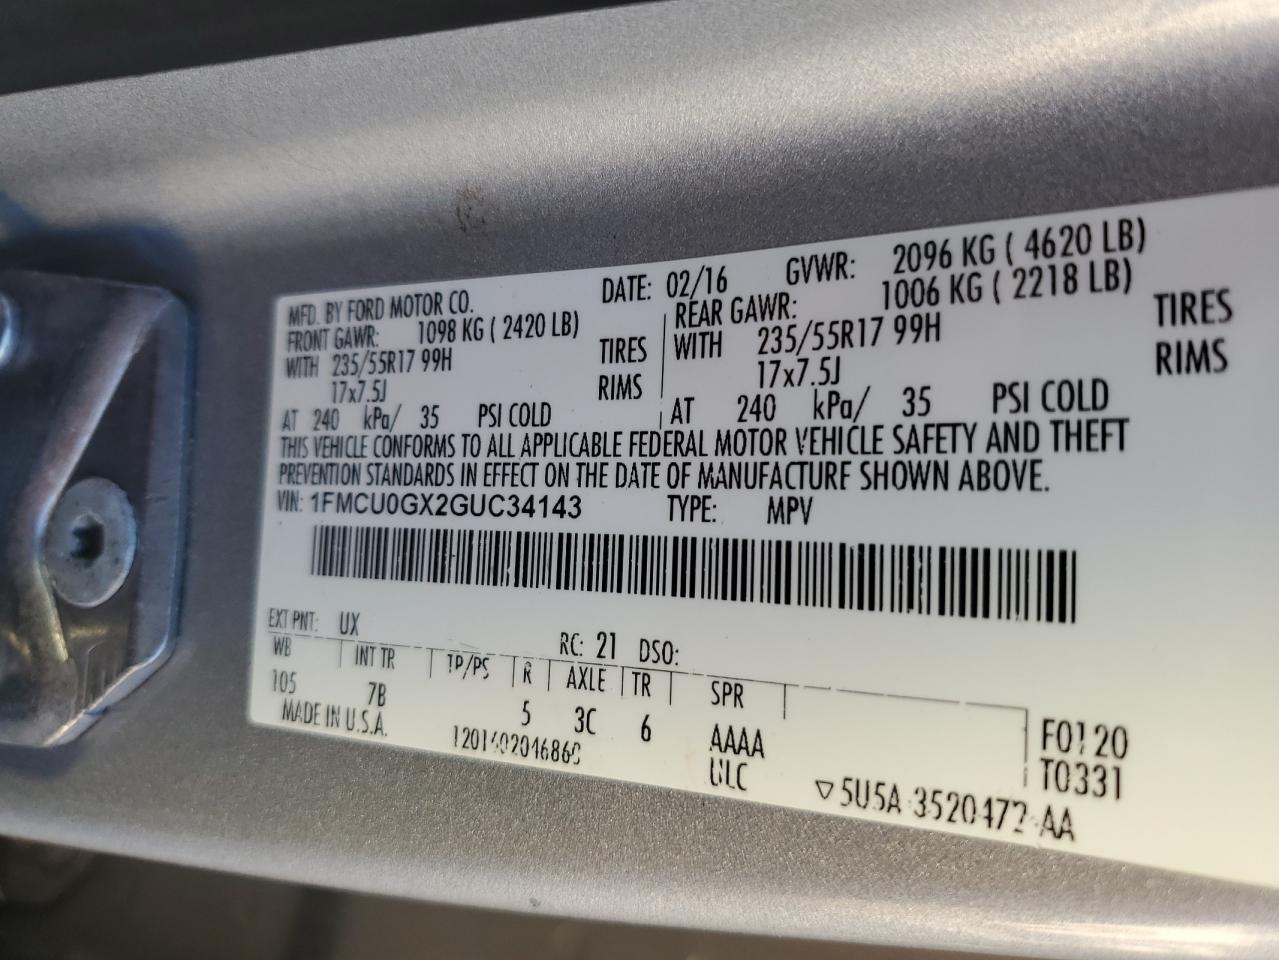 MFD. BY FORD MOTOR CO. DATE: 02/16 GVWR: 2096 KG ( 4620 LB)
FRONT GAWR: 1098 KG ( 2420 LB) REAR GAWR: 1006 KG ( 2218 LB)
WITH 235/55R17 99H TIRES WITH 235/55R17 99H TIRES
17x7.5J RIMS 17x7.5J RIMS
AT 240 kPa/ 35 PSI COLD AT 240 kPa/ 35 PSI COLD
THIS VEHICLE CONFORMS TO ALL APPLICABLE FEDERAL MOTOR VEHICLE SAFETY AND THEFT
PREVENTION STANDARDS IN EFFECT ON THE DATE OF MANUFACTURE SHOWN ABOVE.
VIN: 1FMCU0GX2GUC34143 TYPE: MPV
EXT PNT: UX RC: 21 DSO:
WB INT TR TP/PS R AXLE TR SPR
105 7B 5 3C 6 AAAA F0120
MADE IN U.S.A. ULC T0331
▽5U5A-3520472-AA